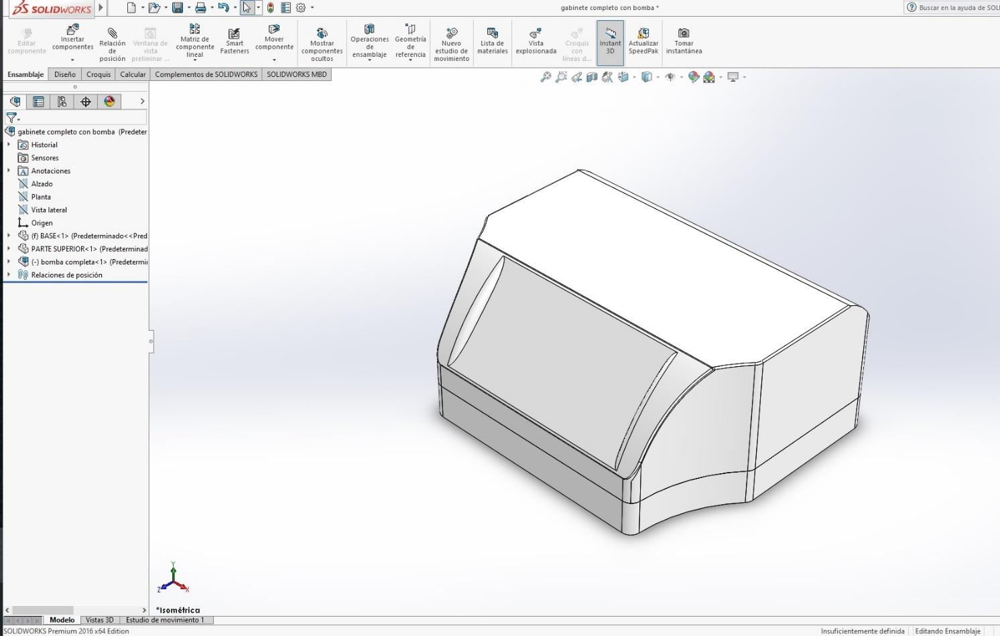 SOLIDWORKS
gabinete completo con bomba *
Buscar en la ayuda de SOLI
Editar
componente
Insertar
componentes
Relación
de
posición
Ventana de
vista
preliminar ...
Matriz de
componente
lineal
Smart
Fasteners
Mover
componente
Mostrar
componentes
ocultos
Operaciones
de
ensamblaje
Geometría
de
referencia
Nuevo
estudio de
movimiento
Lista de
materiales
Vista
explosionada
Croquis
con
líneas d...
Instant
3D
Actualizar
SpeedPak
Tomar
instantánea
Ensamblaje
Diseño
Croquis
Calcular
Complementos de SOLIDWORKS
SOLIDWORKS MBD
gabinete completo con bomba (Predeter
Historial
Sensores
Anotaciones
Alzado
Planta
Vista lateral
Origen
(f) BASE<1> (Predeterminado<<Pred
PARTE SUPERIOR<1> (Predeterminad
(-) bomba completa<1> (Predetermi
Relaciones de posición
Y
Z
X
*Isométrica
Modelo
Vistas 3D
Estudio de movimiento 1
SOLIDWORKS Premium 2016 x64 Edition
Insuficientemente definida
Editando Ensamblaje